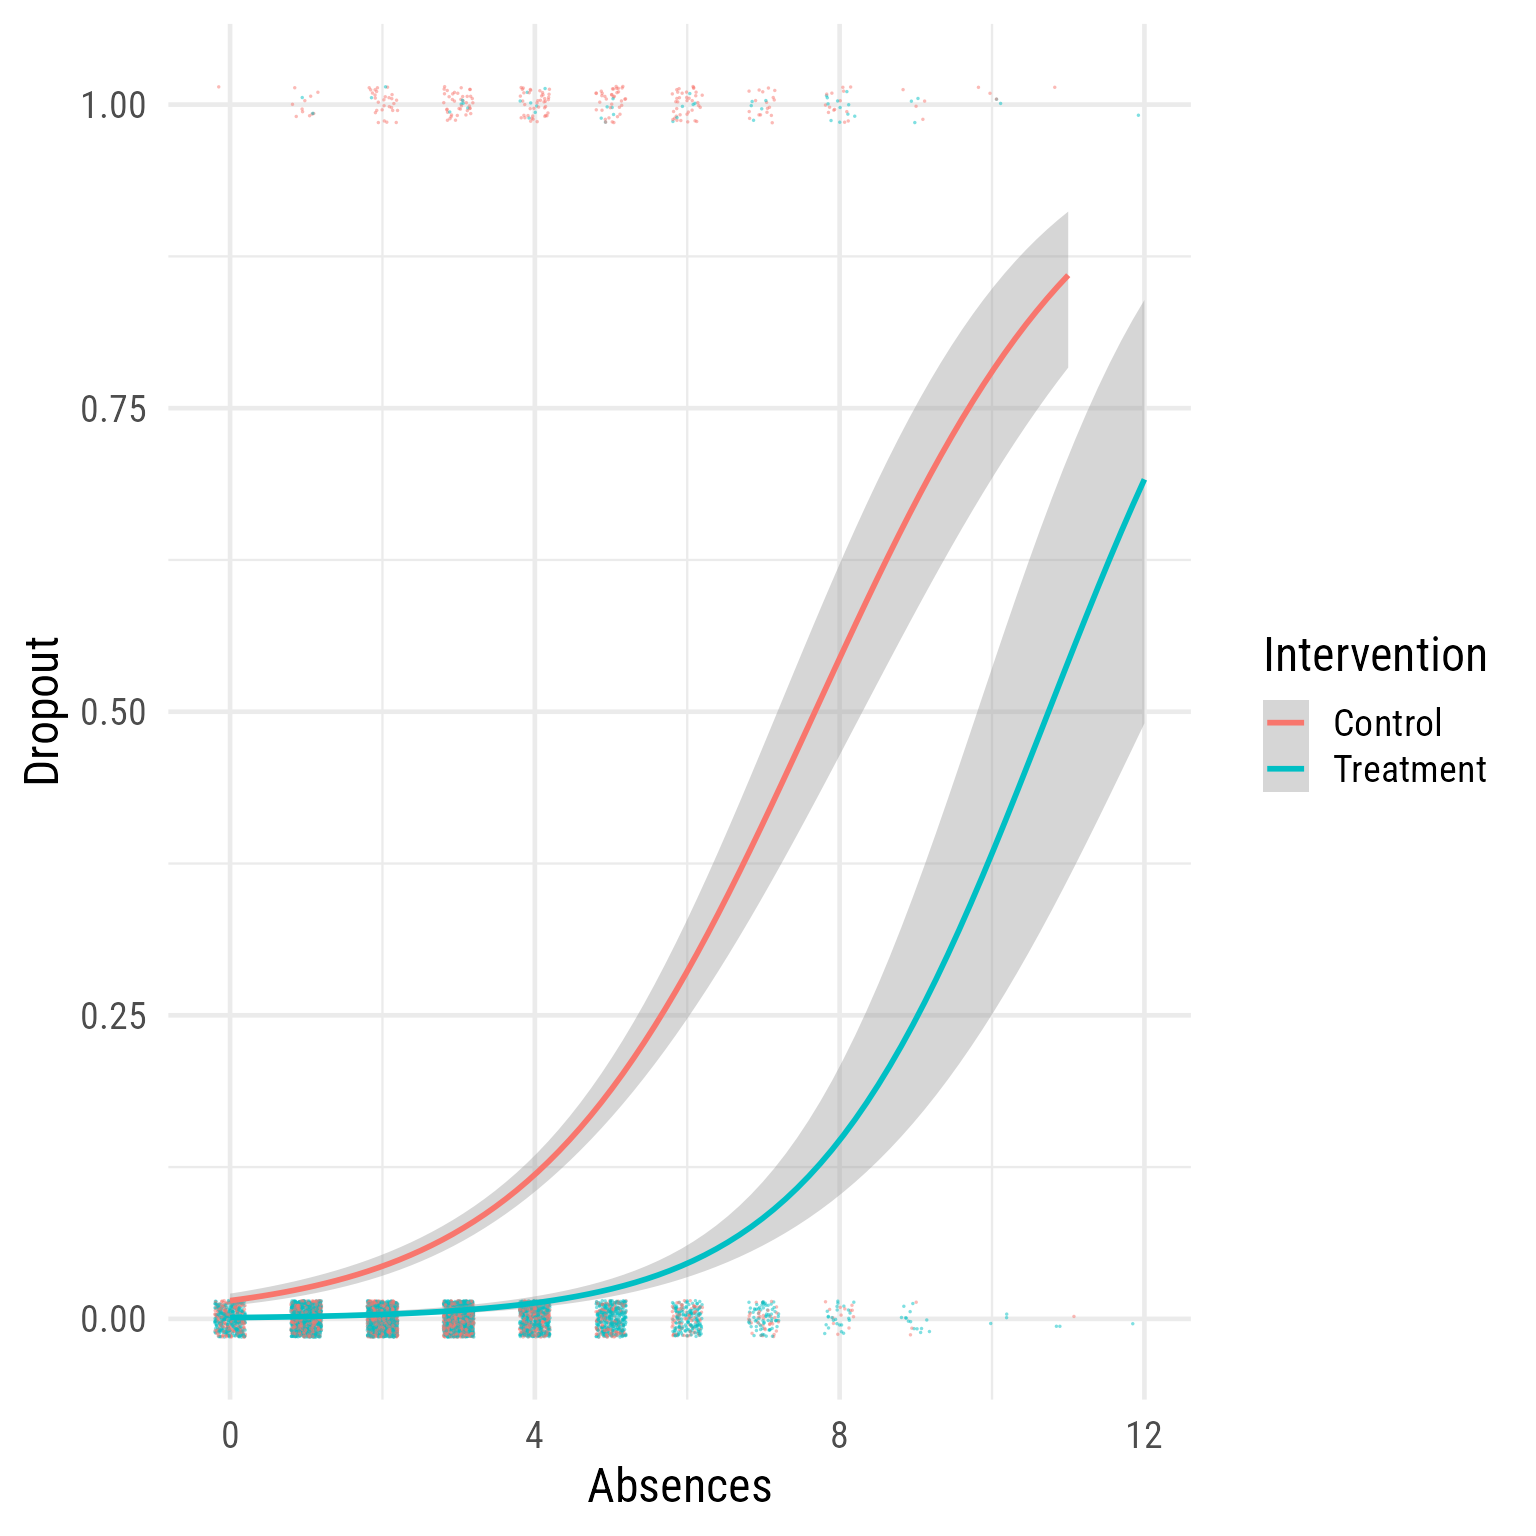 1.00
0.75
0.50
0.25
0.00
Dropout
0 4 8 12
Absences
Intervention
Control
Treatment